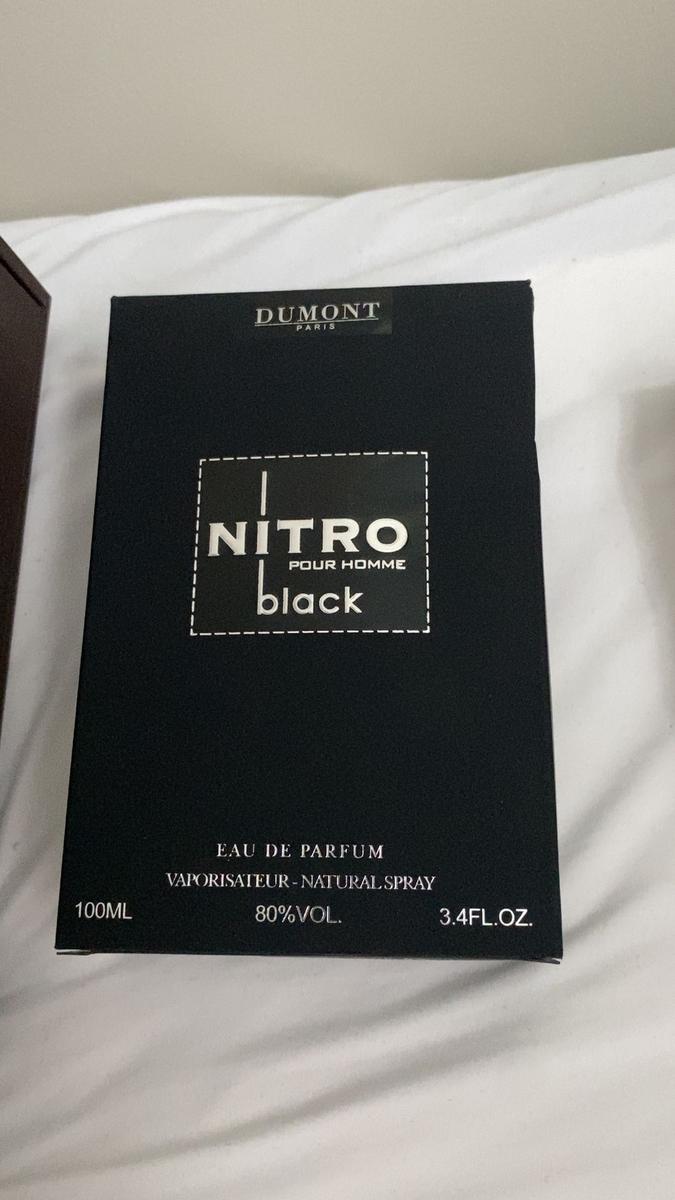 DUMONT
PARIS
NITRO
POUR HOMME
black
EAU DE PARFUM
VAPORISATEUR - NATURAL SPRAY
100ML 80%VOL. 3.4FL.OZ.